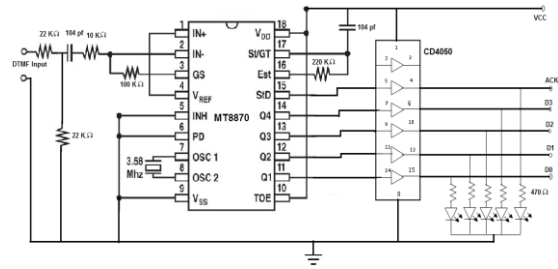 22 KΩ
104 pf
10 KΩ
DTMF Input
100 KΩ
22 KΩ
3.58
Mhz
MT8870
1 IN+
2 IN-
3 GS
4 VREF
5 INH
6 PD
7 OSC 1
8 OSC 2
9 VSS
VDD 18
St/GT 17
Est 16
StD 15
Q4 14
Q3 13
Q2 12
Q1 11
TOE 10
104 pf
220 KΩ
CD4050
1
3 2
5 4
7 6
9 10
11 12
14 15
8
VCC
ACK
D3
D2
D1
D0
470Ω